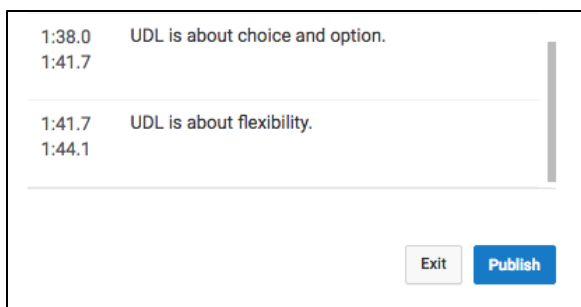 1:38.0 UDL is about choice and option.
1:41.7
1:41.7 UDL is about flexibility.
1:44.1
Exit Publish